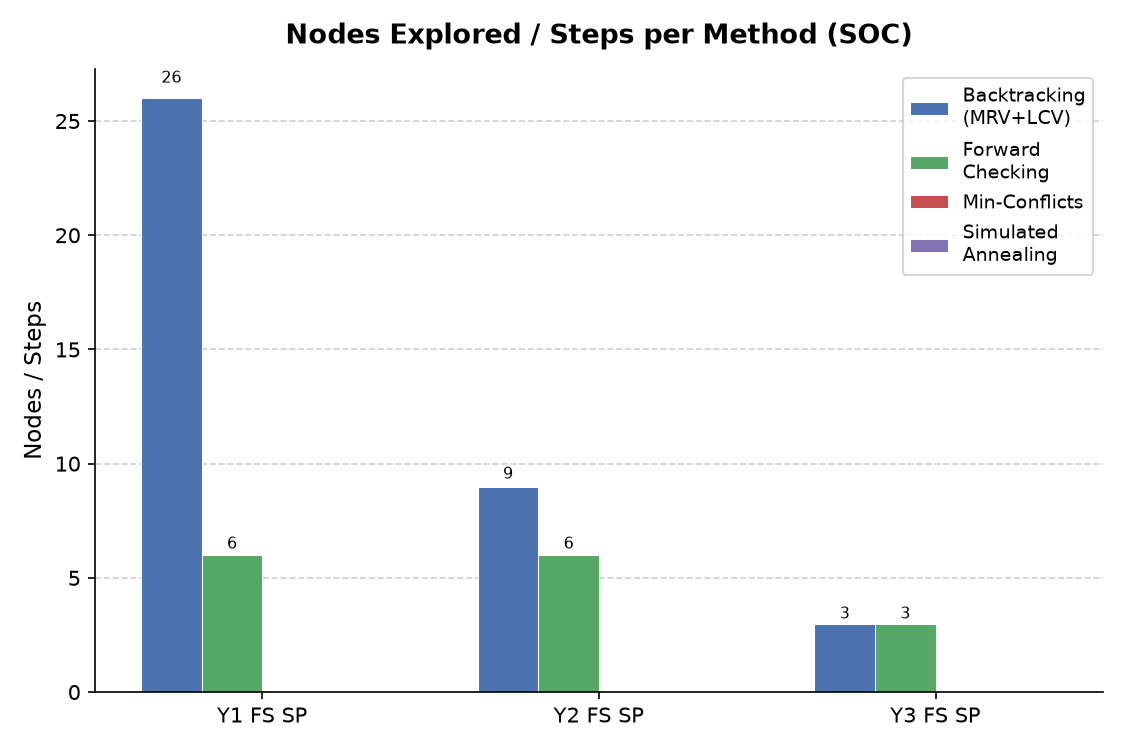 Nodes Explored / Steps per Method (SOC)
26
Backtracking
(MRV+LCV)
Forward
Checking
Min-Conflicts
Simulated
Annealing
Nodes / Steps
25
20
15
10
5
0
6
9
6
3
3
Y1 FS SP
Y2 FS SP
Y3 FS SP